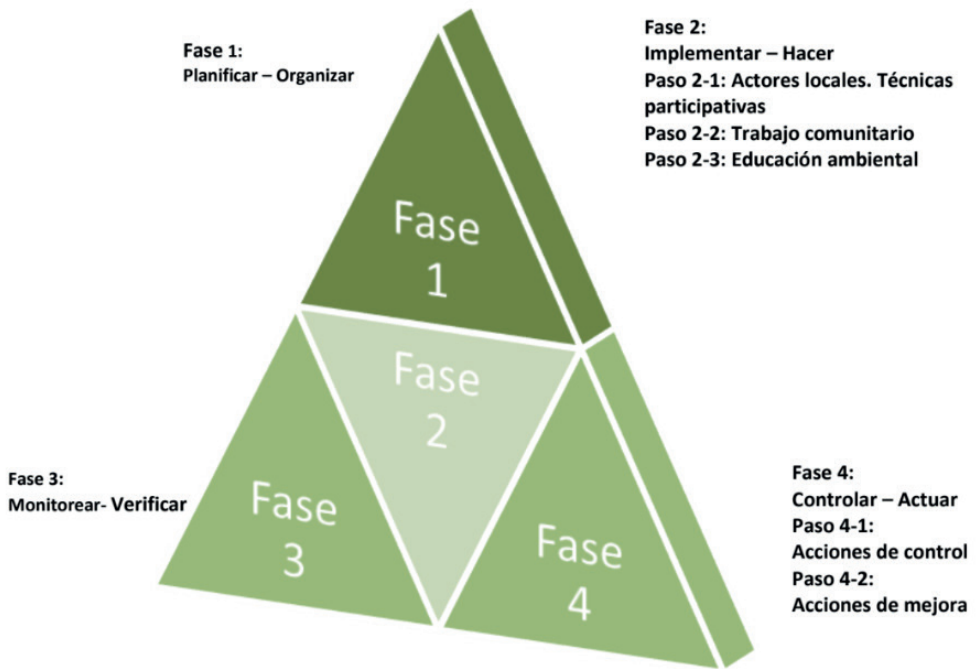 Fase 1:
Planificar – Organizar
Fase 2:
Implementar – Hacer
Paso 2-1: Actores locales. Técnicas
participativas
Paso 2-2: Trabajo comunitario
Paso 2-3: Educación ambiental
Fase
1
Fase
2
Fase 3:
Monitorear- Verificar
Fase
3
Fase
4
Fase 4:
Controlar – Actuar
Paso 4-1:
Acciones de control
Paso 4-2:
Acciones de mejora